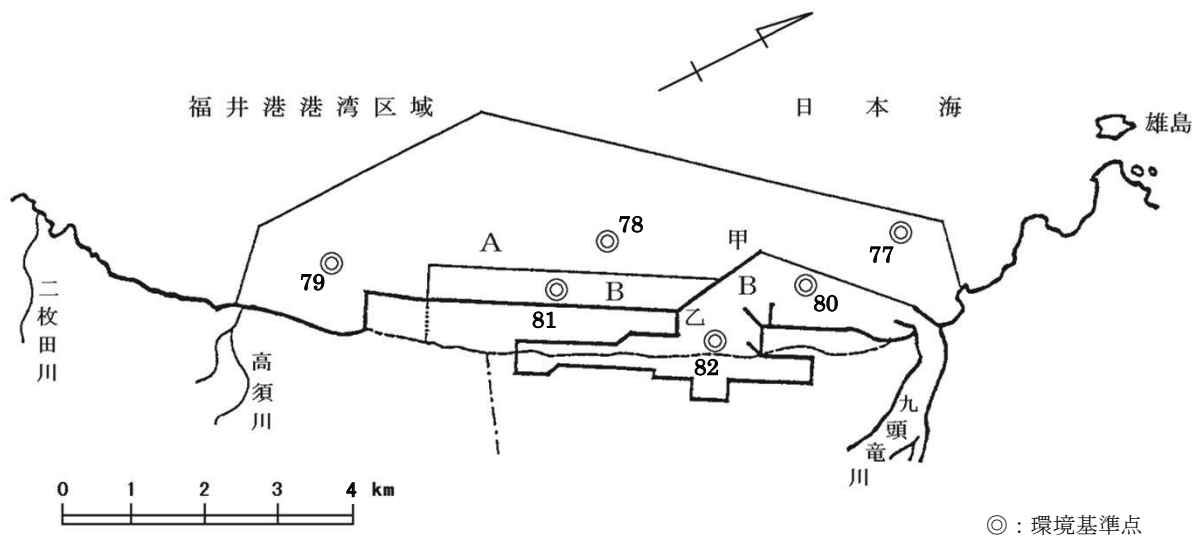 福井港港湾区域
日本海
雄島
78
甲
77
A
79
B
B
80
81
乙
82
二枚田川
高須川
九頭竜川
0 1 2 3 4 km
◎：環境基準点